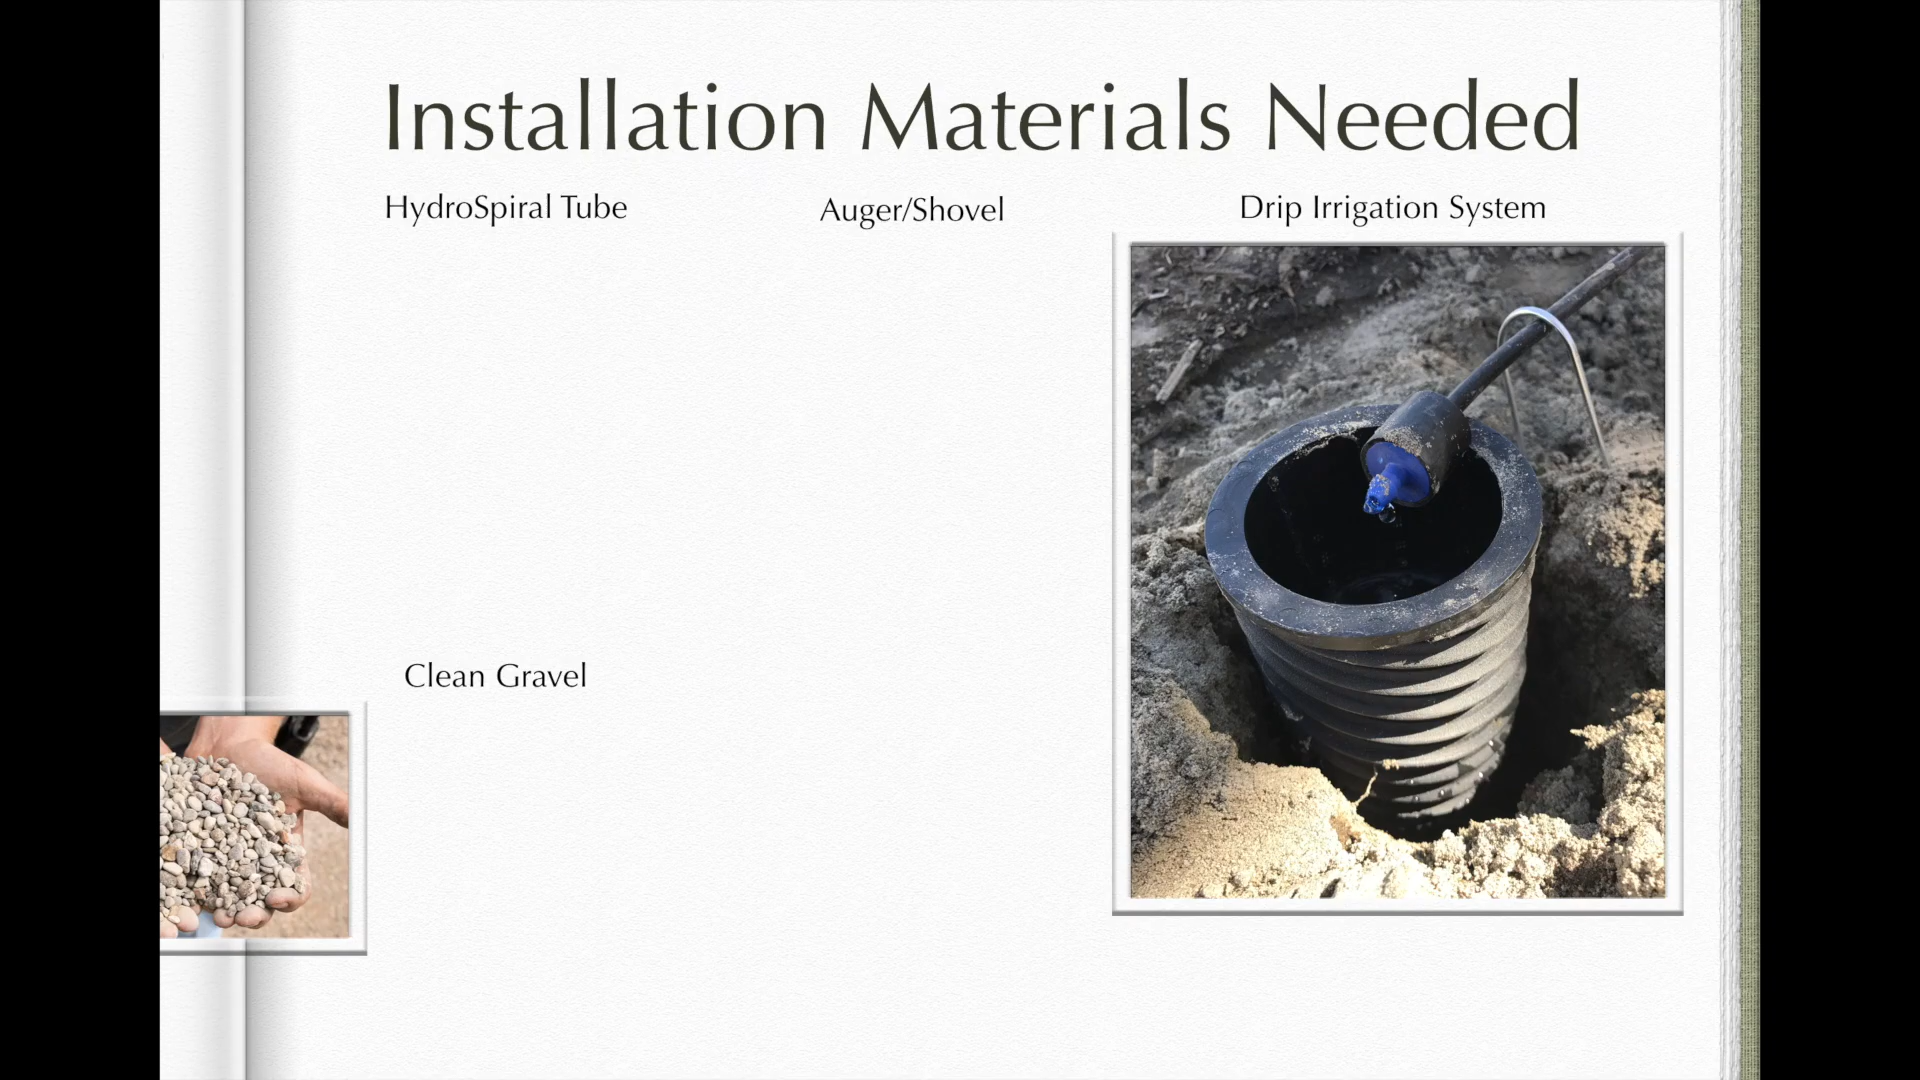 Installation Materials Needed
HydroSpiral Tube
Auger/Shovel
Drip Irrigation System
Clean Gravel